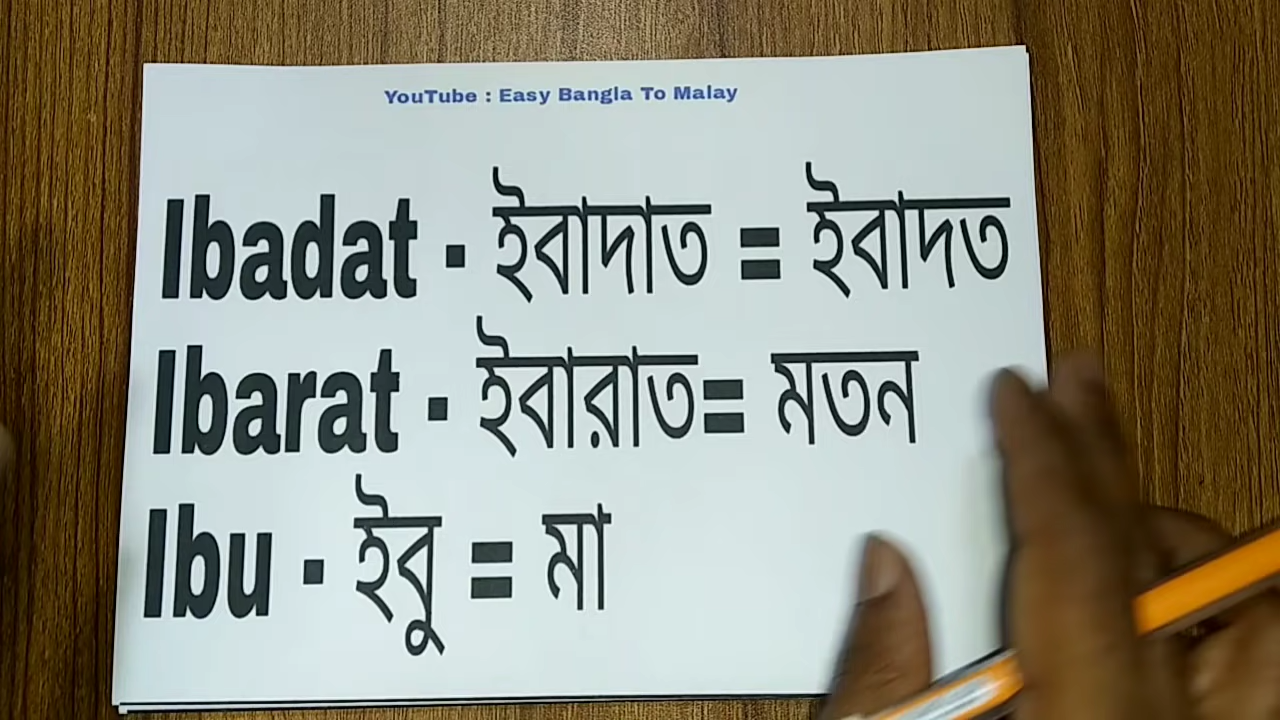 YouTube : Easy Bangla To Malay
Ibadat - ইবাদাত = ইবাদত
Ibarat - ইবারাত= মতন
Ibu - ইবু = মা